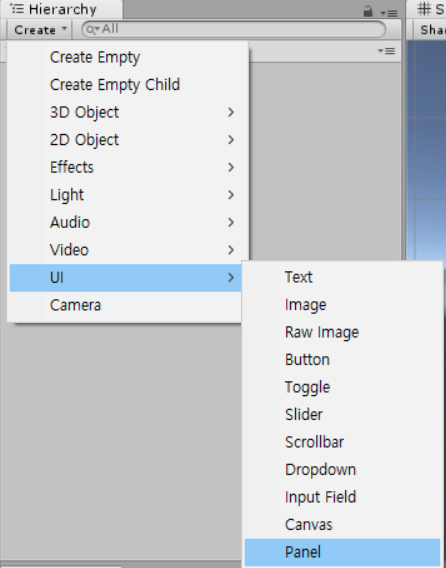 Hierarchy
# S
Create
All
Sha
Create Empty
Create Empty Child
3D Object
2D Object
Effects
Light
Audio
Video
UI
Camera
Text
Image
Raw Image
Button
Toggle
Slider
Scrollbar
Dropdown
Input Field
Canvas
Panel